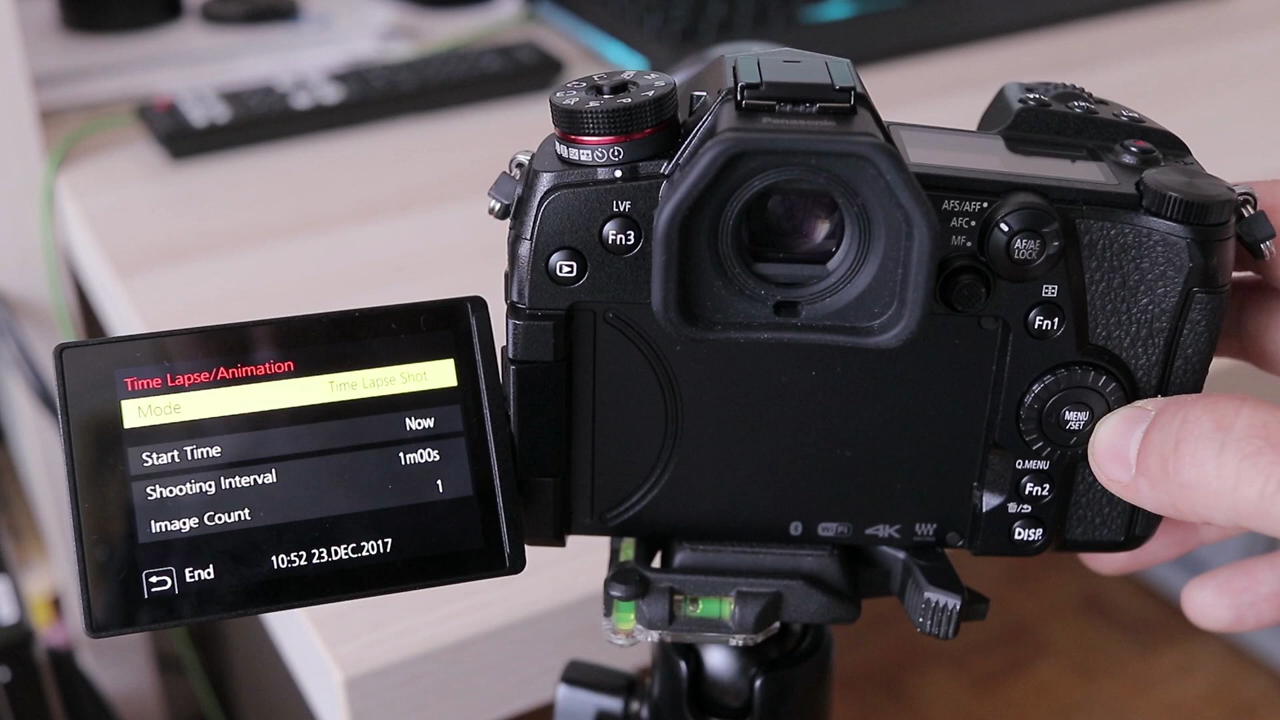 Panasonic
LVF
Fn3
AFS/AFF
AFC
MF
AF/AE
LOCK
Fn1
MENU
/SET
Q.MENU
Fn2
DISP.
WiFi
4K
Time Lapse/Animation
Mode Time Lapse Shot
Start Time Now
Shooting Interval 1m00s
Image Count 1
End 10:52 23.DEC.2017